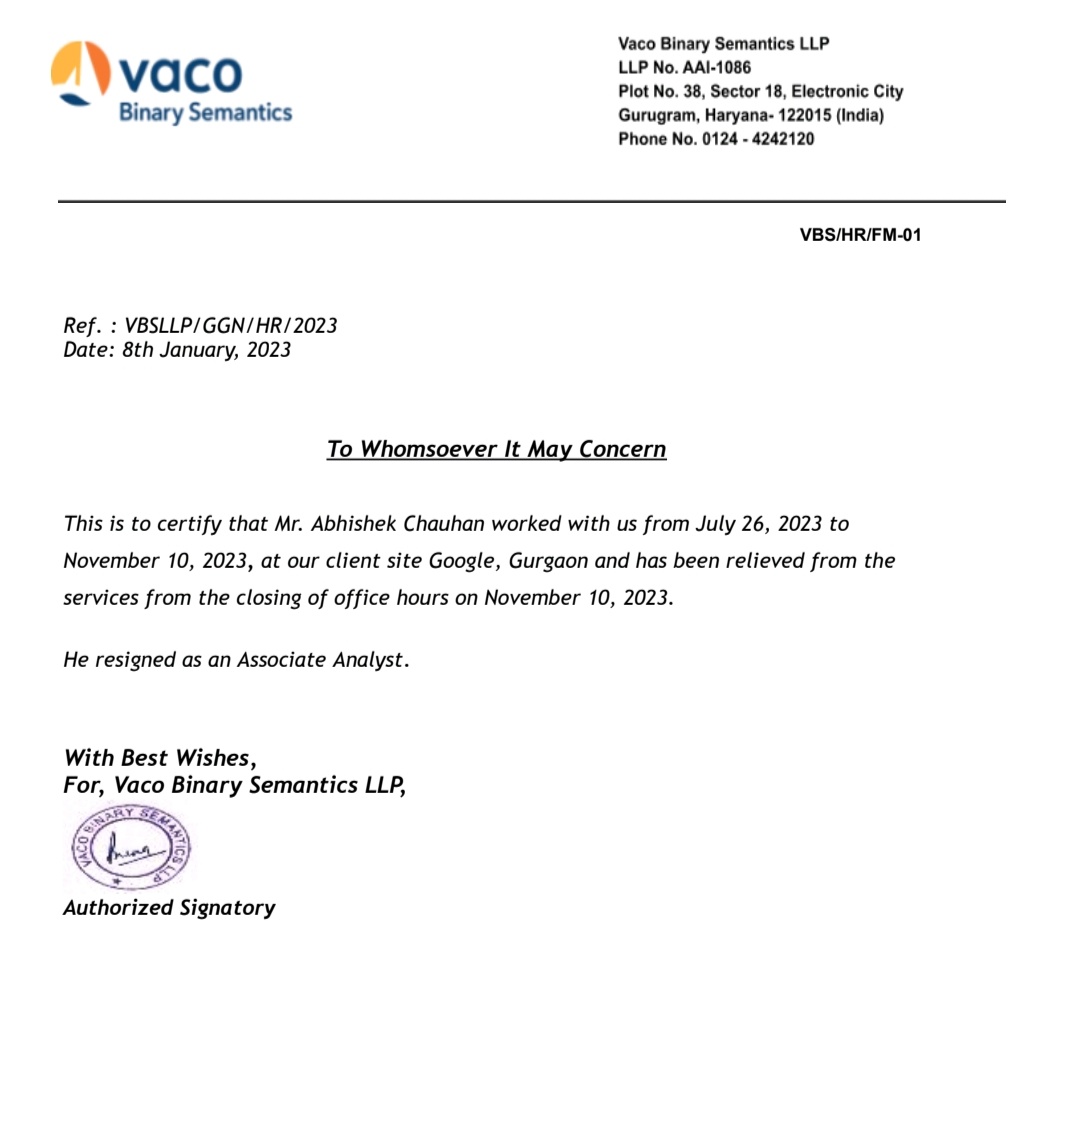 vaco
Binary Semantics
Vaco Binary Semantics LLP
LLP No. AAI-1086
Plot No. 38, Sector 18, Electronic City
Gurugram, Haryana- 122015 (India)
Phone No. 0124 - 4242120
VBS/HR/FM-01
Ref. : VBSLLP/GGN/HR/2023
Date: 8th January, 2023
To Whomsoever It May Concern
This is to certify that Mr. Abhishek Chauhan worked with us from July 26, 2023 to
November 10, 2023, at our client site Google, Gurgaon and has been relieved from the
services from the closing of office hours on November 10, 2023.
He resigned as an Associate Analyst.
With Best Wishes,
For, Vaco Binary Semantics LLP,
VACO BINARY SEMANTICS LLP
Authorized Signatory